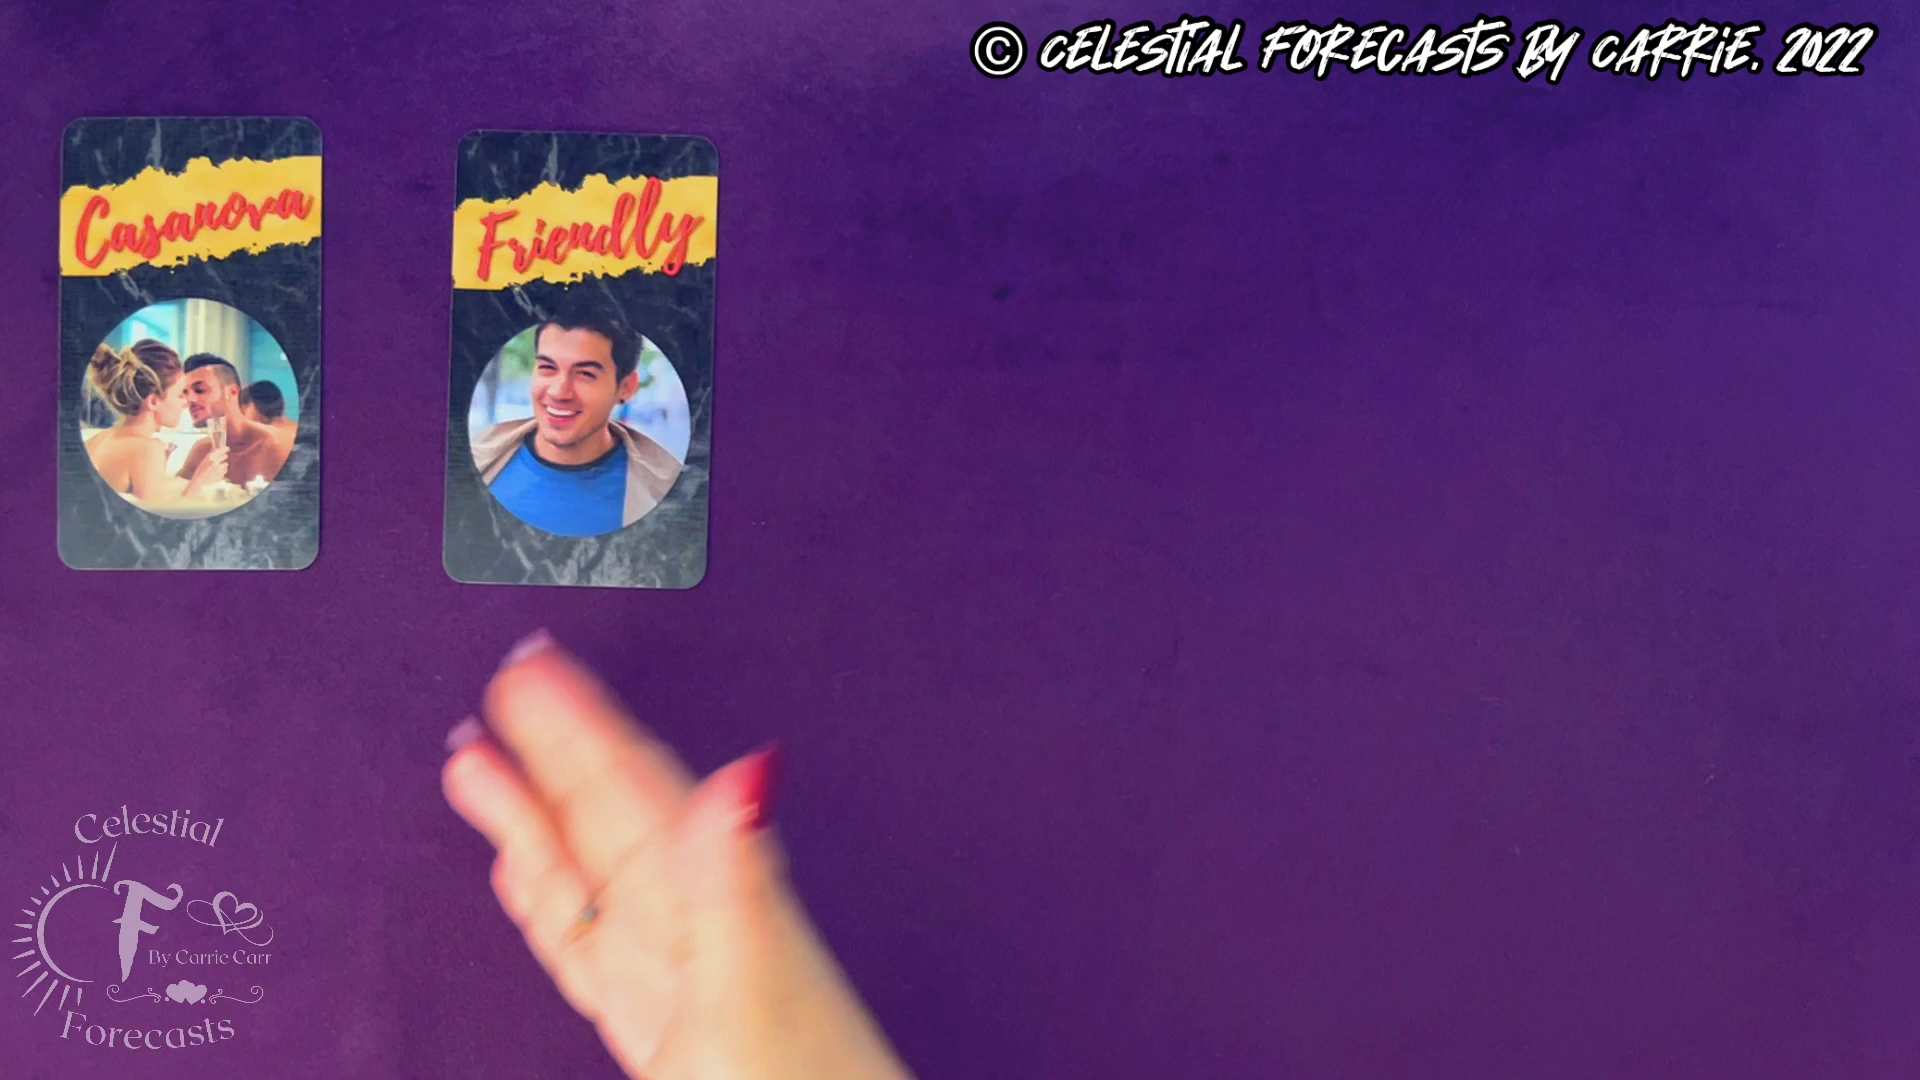 © CELESTIAL FORECASTS BY CARRIE. 2022
Casanova
Friendly
Celestial
F
By Carrie Carr
Forecasts